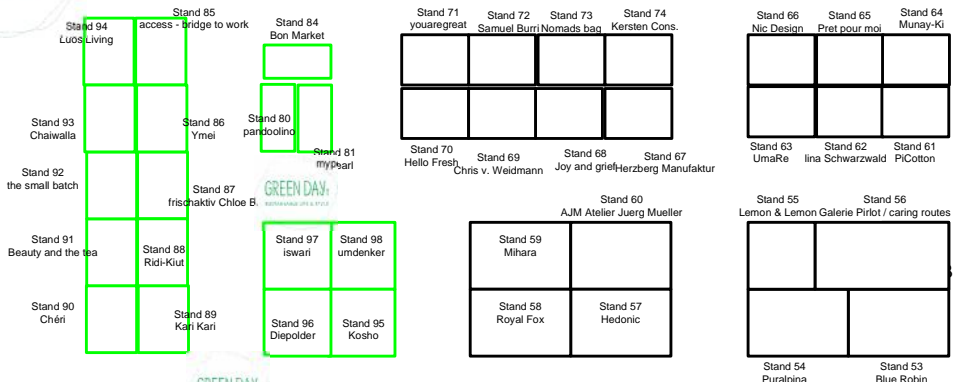 Stand 94
Luos Living
Stand 85
access - bridge to work
Stand 84
Bon Market
Stand 71
youaregreat
Stand 72
Samuel Burri
Stand 73
Nomads bag
Stand 74
Kersten Cons.
Stand 66
Nic Design
Stand 65
Pret pour moi
Stand 64
Munay-Ki
Stand 93
Chaiwalla
Stand 86
Ymei
Stand 80
pandoolino
Stand 81
mypearl
Stand 70
Hello Fresh
Stand 69
Chris v. Weidmann
Stand 68
Joy and grief
Stand 67
Herzberg Manufaktur
Stand 63
UmaRe
Stand 62
lina Schwarzwald
Stand 61
PiCotton
Stand 92
the small batch
Stand 87
frischaktiv Chloe B.
GREEN DAYS
Stand 60
AJM Atelier Juerg Mueller
Stand 55
Lemon & Lemon
Stand 56
Galerie Pirlot / caring routes
Stand 91
Beauty and the tea
Stand 88
Ridi-Kiut
Stand 97
iswari
Stand 98
umdenker
Stand 59
Mihara
Stand 90
Chéri
Stand 89
Kari Kari
Stand 96
Diepolder
Stand 95
Kosho
Stand 58
Royal Fox
Stand 57
Hedonic
Stand 54
Puralpina
Stand 53
Blue Robin
GREEN DAY